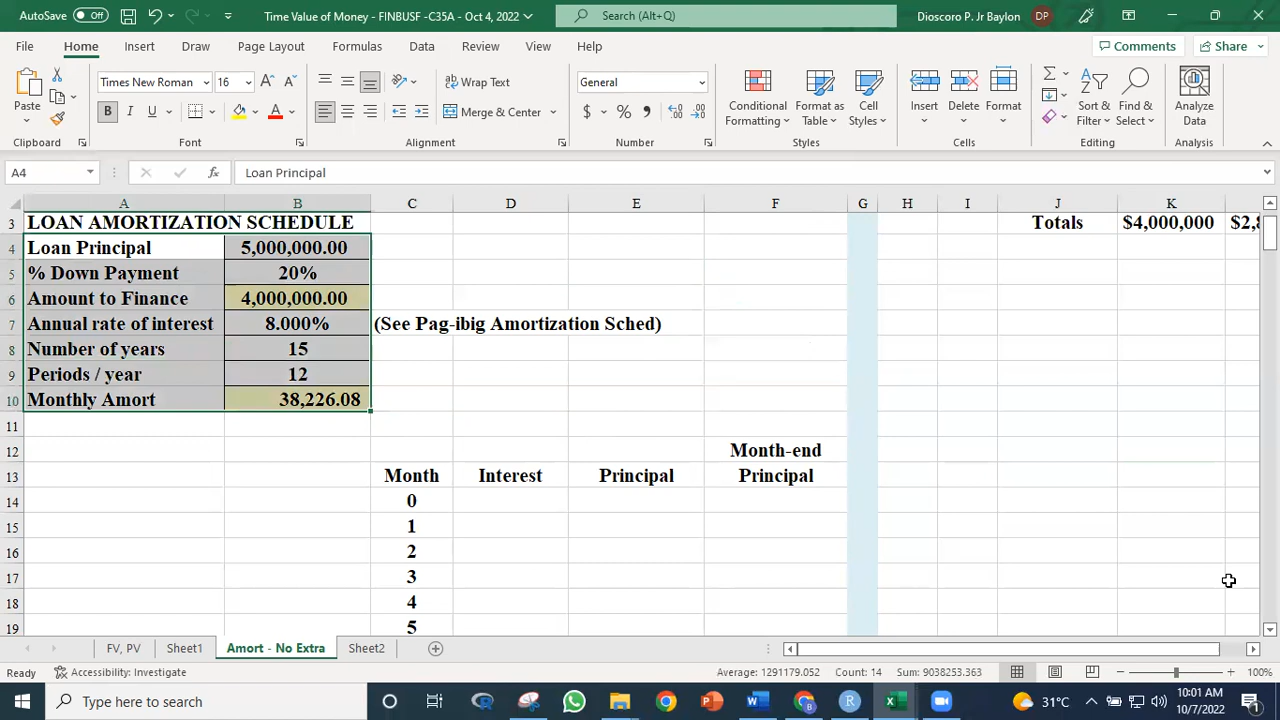 AutoSave Off Time Value of Money - FINBUSF -C35A - Oct 4, 2022 Search (Alt+Q) Dioscoro P. Jr Baylon DP
File Home Insert Draw Page Layout Formulas Data Review View Help Comments Share
Times New Roman 16 Wrap Text General
Paste B I U Merge & Center $ % Conditional Formatting Format as Table Cell Styles Insert Delete Format Sort & Filter Find & Select Analyze Data
Clipboard Font Alignment Number Styles Cells Editing Analysis
A4 fx Loan Principal
A B C D E F G H I J K
3 LOAN AMORTIZATION SCHEDULE Totals $4,000,000 $2,8
4 Loan Principal 5,000,000.00
5 % Down Payment 20%
6 Amount to Finance 4,000,000.00
7 Annual rate of interest 8.000% (See Pag-ibig Amortization Sched)
8 Number of years 15
9 Periods / year 12
10 Monthly Amort 38,226.08
11
12 Month-end
13 Month Interest Principal Principal
14 0
15 1
16 2
17 3
18 4
19 5
FV, PV Sheet1 Amort - No Extra Sheet2
Ready Accessibility: Investigate Average: 1291179.052 Count: 14 Sum: 9038253.363 100%
Type here to search 31°C 10:01 AM
10/7/2022 1